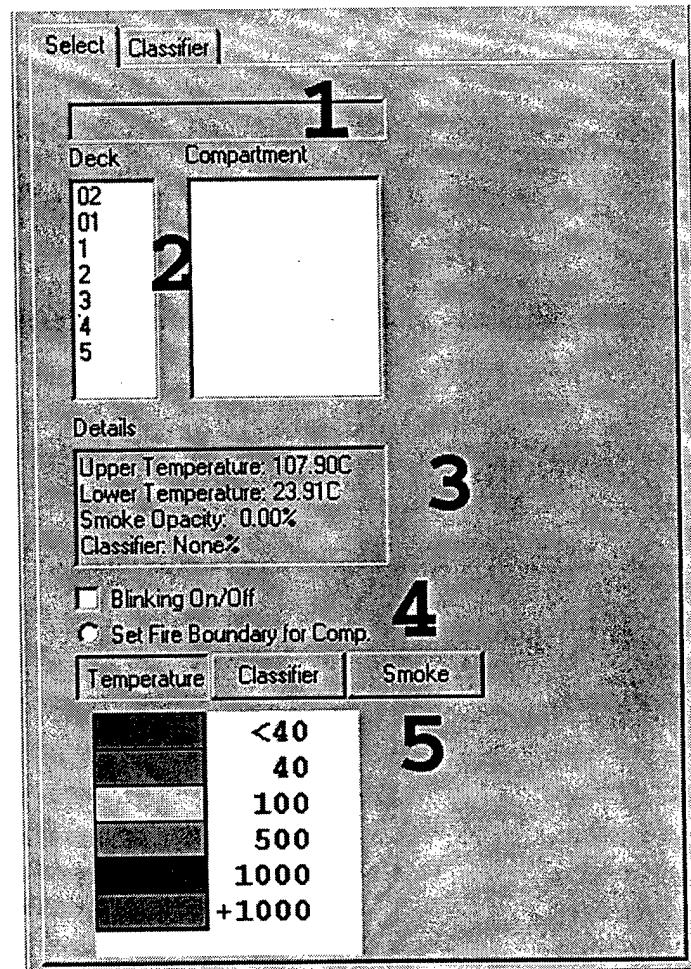 Select Classifier
1
Deck Compartment
02
01
1
2
3
4
5
2
Details
Upper Temperature: 107.90C
Lower Temperature: 23.91C
Smoke Opacity: 0.00%
Classifier: None%
3
Blinking On/Off
Set Fire Boundary for Comp.
4
Temperature Classifier Smoke
<40
40
100
500
1000
+1000
5